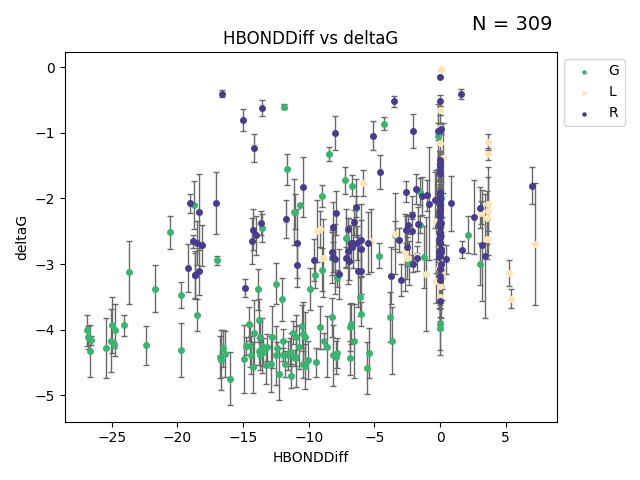 N = 309
HBONDDiff vs deltaG
G
L
R
deltaG
0
−1
−2
−3
−4
−5
−25
−20
−15
−10
−5
0
5
HBONDDiff